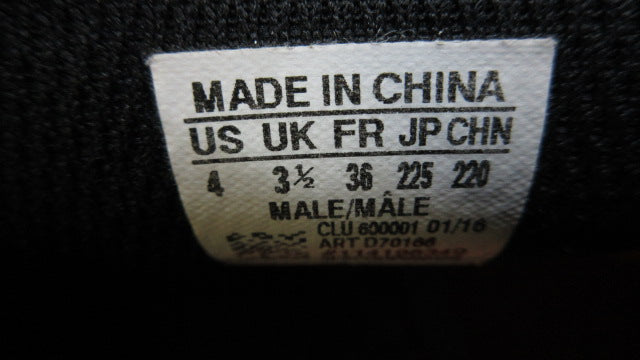 MADE IN CHINA
US UK FR JP CHN
4 3½ 36 225 220
MALE/MÂLE
CLU 600001 01/16
ART D70166